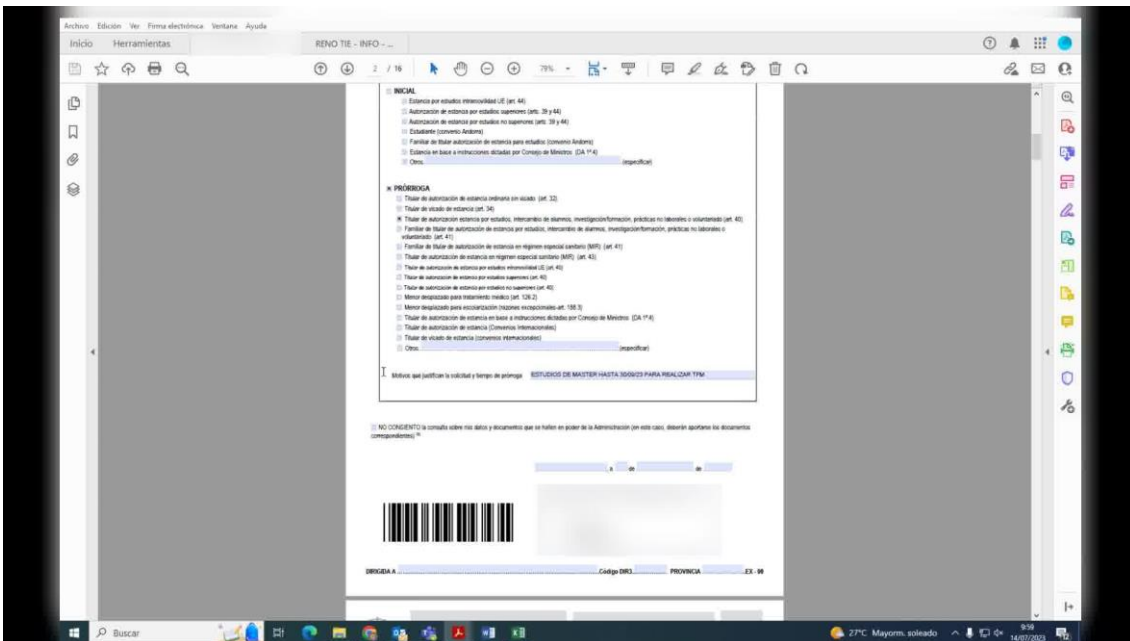 Archivo Edición Ver Firma electrónica Ventana Ayuda
Inicio Herramientas RENO TIE - INFO - ...
2 / 16 79%
INICIAL
Estancia por estudios intramovilidad UE (art. 44)
Autorización de estancia por estudios superiores (arts. 39 y 44)
Autorización de estancia por estudios no superiores (arts. 39 y 44)
Estudiante (convenio Andorra)
Familiar de titular autorización de estancia para estudios (convenio Andorra)
Estancia en base a instrucciones dictadas por Consejo de Ministros (DA 1ª 4)
Otros (especificar)
PRÓRROGA
Titular de autorización de estancia ordinaria sin visado (art. 32)
Titular de visado de estancia (art. 34)
Titular de autorización estancia por estudios, intercambio de alumnos, investigación/formación, prácticas no laborales o voluntariado (art. 40)
Familiar de titular de autorización de estancia por estudios, intercambio de alumnos, investigación/formación, prácticas no laborales o
voluntariado (art. 41)
Familiar de titular de autorización de estancia en régimen especial sanitario (MIR) (art. 41)
Titular de autorización de estancia en régimen especial sanitario (MIR) (art. 43)
Titular de autorización de estancia por estudios intramovilidad UE (art. 40)
Titular de autorización de estancia por estudios superiores (art. 40)
Titular de autorización de estancia por estudios no superiores (art. 40)
Menor desplazado para tratamiento médico (art. 126.2)
Menor desplazado para escolarización (razones excepcionales-art. 188.3)
Titular de autorización de estancia en base a instrucciones dictadas por Consejo de Ministros (DA 1ª 4)
Titular de autorización de estancia (Convenios Internacionales)
Titular de visado de estancia (convenios internacionales)
Otros (especificar)
Motivos que justifican la solicitud y tiempo de prórroga ESTUDIOS DE MASTER HASTA 30/09/23 PARA REALIZAR TPM
NO CONSIENTO la consulta sobre mis datos y documentos que se hallen en poder de la Administración (en este caso, deberán aportarse los documentos
correspondientes)
, a de de
DIRIGIDA A Código DIR3 PROVINCIA EX - 00
Buscar 27°C Mayorm. soleado 9:59
14/07/2023